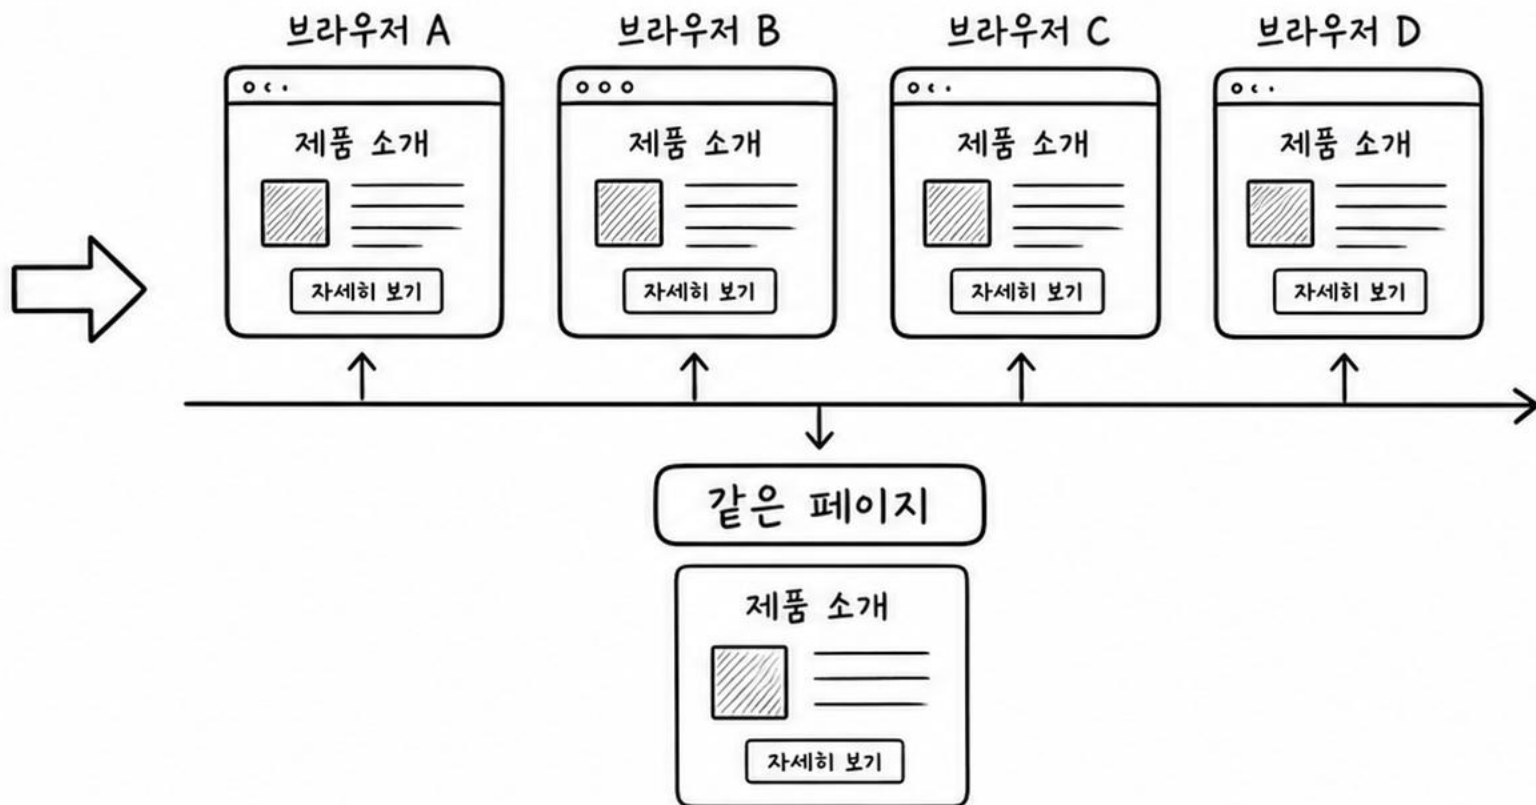 브라우저 A 브라우저 B 브라우저 C 브라우저 D
제품 소개 제품 소개 제품 소개 제품 소개
자세히 보기 자세히 보기 자세히 보기 자세히 보기
같은 페이지
제품 소개
자세히 보기